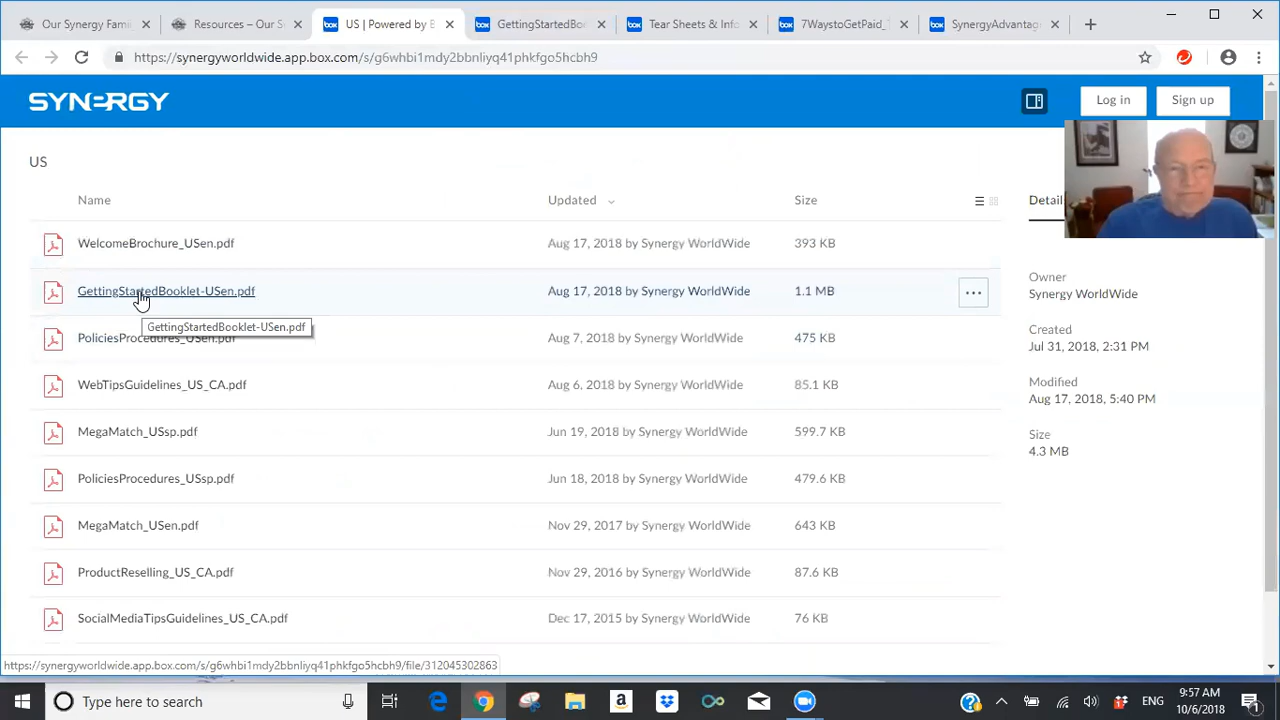 Our Synergy Fami
Resources – Our S
US | Powered by B
GettingStartedBo
Tear Sheets & Inf
7WaystoGetPaid_
SynergyAdvantag
https://synergyworldwide.app.box.com/s/g6whbi1mdy2bbnliyq41phkfgo5hcbh9
SYNERGY
Log in
Sign up
US
Name
Updated
Size
Detail
WelcomeBrochure_USen.pdf
Aug 17, 2018 by Synergy WorldWide
393 KB
GettingStartedBooklet-USen.pdf
Aug 17, 2018 by Synergy WorldWide
1.1 MB
GettingStartedBooklet-USen.pdf
PoliciesProcedures_USen.pdf
Aug 7, 2018 by Synergy WorldWide
475 KB
WebTipsGuidelines_US_CA.pdf
Aug 6, 2018 by Synergy WorldWide
85.1 KB
MegaMatch_USsp.pdf
Jun 19, 2018 by Synergy WorldWide
599.7 KB
PoliciesProcedures_USsp.pdf
Jun 18, 2018 by Synergy WorldWide
479.6 KB
MegaMatch_USen.pdf
Nov 29, 2017 by Synergy WorldWide
643 KB
ProductReselling_US_CA.pdf
Nov 29, 2016 by Synergy WorldWide
87.6 KB
SocialMediaTipsGuidelines_US_CA.pdf
Dec 17, 2015 by Synergy WorldWide
76 KB
Owner
Synergy WorldWide
Created
Jul 31, 2018, 2:31 PM
Modified
Aug 17, 2018, 5:40 PM
Size
4.3 MB
https://synergyworldwide.app.box.com/s/g6whbi1mdy2bbnliyq41phkfgo5hcbh9/file/312045302863
Type here to search
ENG
9:57 AM
10/6/2018